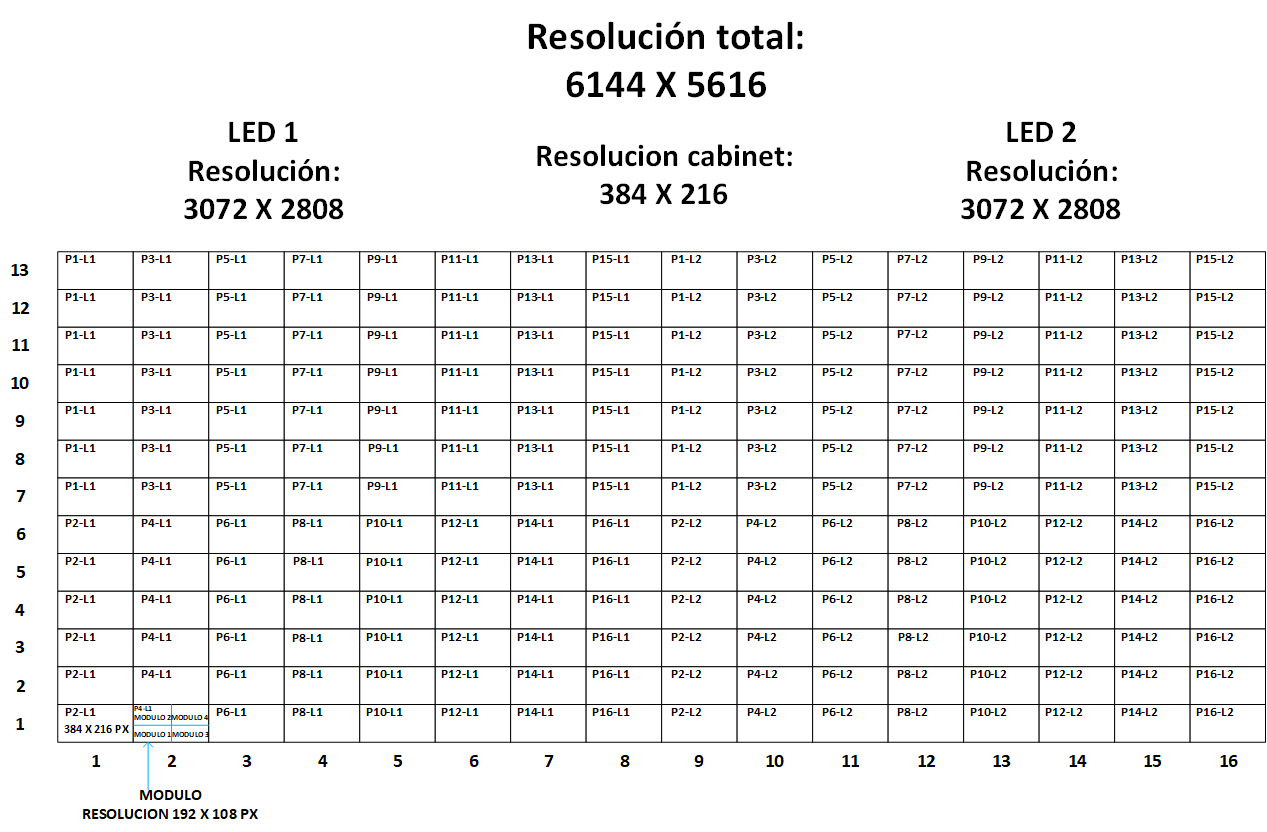 Resolución total:
6144 X 5616
LED 1
Resolución:
3072 X 2808
Resolucion cabinet:
384 X 216
LED 2
Resolución:
3072 X 2808
13 P1-L1 P3-L1 P5-L1 P7-L1 P9-L1 P11-L1 P13-L1 P15-L1 P1-L2 P3-L2 P5-L2 P7-L2 P9-L2 P11-L2 P13-L2 P15-L2
12 P1-L1 P3-L1 P5-L1 P7-L1 P9-L1 P11-L1 P13-L1 P15-L1 P1-L2 P3-L2 P5-L2 P7-L2 P9-L2 P11-L2 P13-L2 P15-L2
11 P1-L1 P3-L1 P5-L1 P7-L1 P9-L1 P11-L1 P13-L1 P15-L1 P1-L2 P3-L2 P5-L2 P7-L2 P9-L2 P11-L2 P13-L2 P15-L2
10 P1-L1 P3-L1 P5-L1 P7-L1 P9-L1 P11-L1 P13-L1 P15-L1 P1-L2 P3-L2 P5-L2 P7-L2 P9-L2 P11-L2 P13-L2 P15-L2
9 P1-L1 P3-L1 P5-L1 P7-L1 P9-L1 P11-L1 P13-L1 P15-L1 P1-L2 P3-L2 P5-L2 P7-L2 P9-L2 P11-L2 P13-L2 P15-L2
8 P1-L1 P3-L1 P5-L1 P7-L1 P9-L1 P11-L1 P13-L1 P15-L1 P1-L2 P3-L2 P5-L2 P7-L2 P9-L2 P11-L2 P13-L2 P15-L2
7 P1-L1 P3-L1 P5-L1 P7-L1 P9-L1 P11-L1 P13-L1 P15-L1 P1-L2 P3-L2 P5-L2 P7-L2 P9-L2 P11-L2 P13-L2 P15-L2
6 P2-L1 P4-L1 P6-L1 P8-L1 P10-L1 P12-L1 P14-L1 P16-L1 P2-L2 P4-L2 P6-L2 P8-L2 P10-L2 P12-L2 P14-L2 P16-L2
5 P2-L1 P4-L1 P6-L1 P8-L1 P10-L1 P12-L1 P14-L1 P16-L1 P2-L2 P4-L2 P6-L2 P8-L2 P10-L2 P12-L2 P14-L2 P16-L2
4 P2-L1 P4-L1 P6-L1 P8-L1 P10-L1 P12-L1 P14-L1 P16-L1 P2-L2 P4-L2 P6-L2 P8-L2 P10-L2 P12-L2 P14-L2 P16-L2
3 P2-L1 P4-L1 P6-L1 P8-L1 P10-L1 P12-L1 P14-L1 P16-L1 P2-L2 P4-L2 P6-L2 P8-L2 P10-L2 P12-L2 P14-L2 P16-L2
2 P2-L1 P4-L1 P6-L1 P8-L1 P10-L1 P12-L1 P14-L1 P16-L1 P2-L2 P4-L2 P6-L2 P8-L2 P10-L2 P12-L2 P14-L2 P16-L2
1 P2-L1 P4-L1 P6-L1 P8-L1 P10-L1 P12-L1 P14-L1 P16-L1 P2-L2 P4-L2 P6-L2 P8-L2 P10-L2 P12-L2 P14-L2 P16-L2
MODULO 2 MODULO 4
384 X 216 PX MODULO 1 MODULO 3
1 2 3 4 5 6 7 8 9 10 11 12 13 14 15 16
MODULO
RESOLUCION 192 X 108 PX